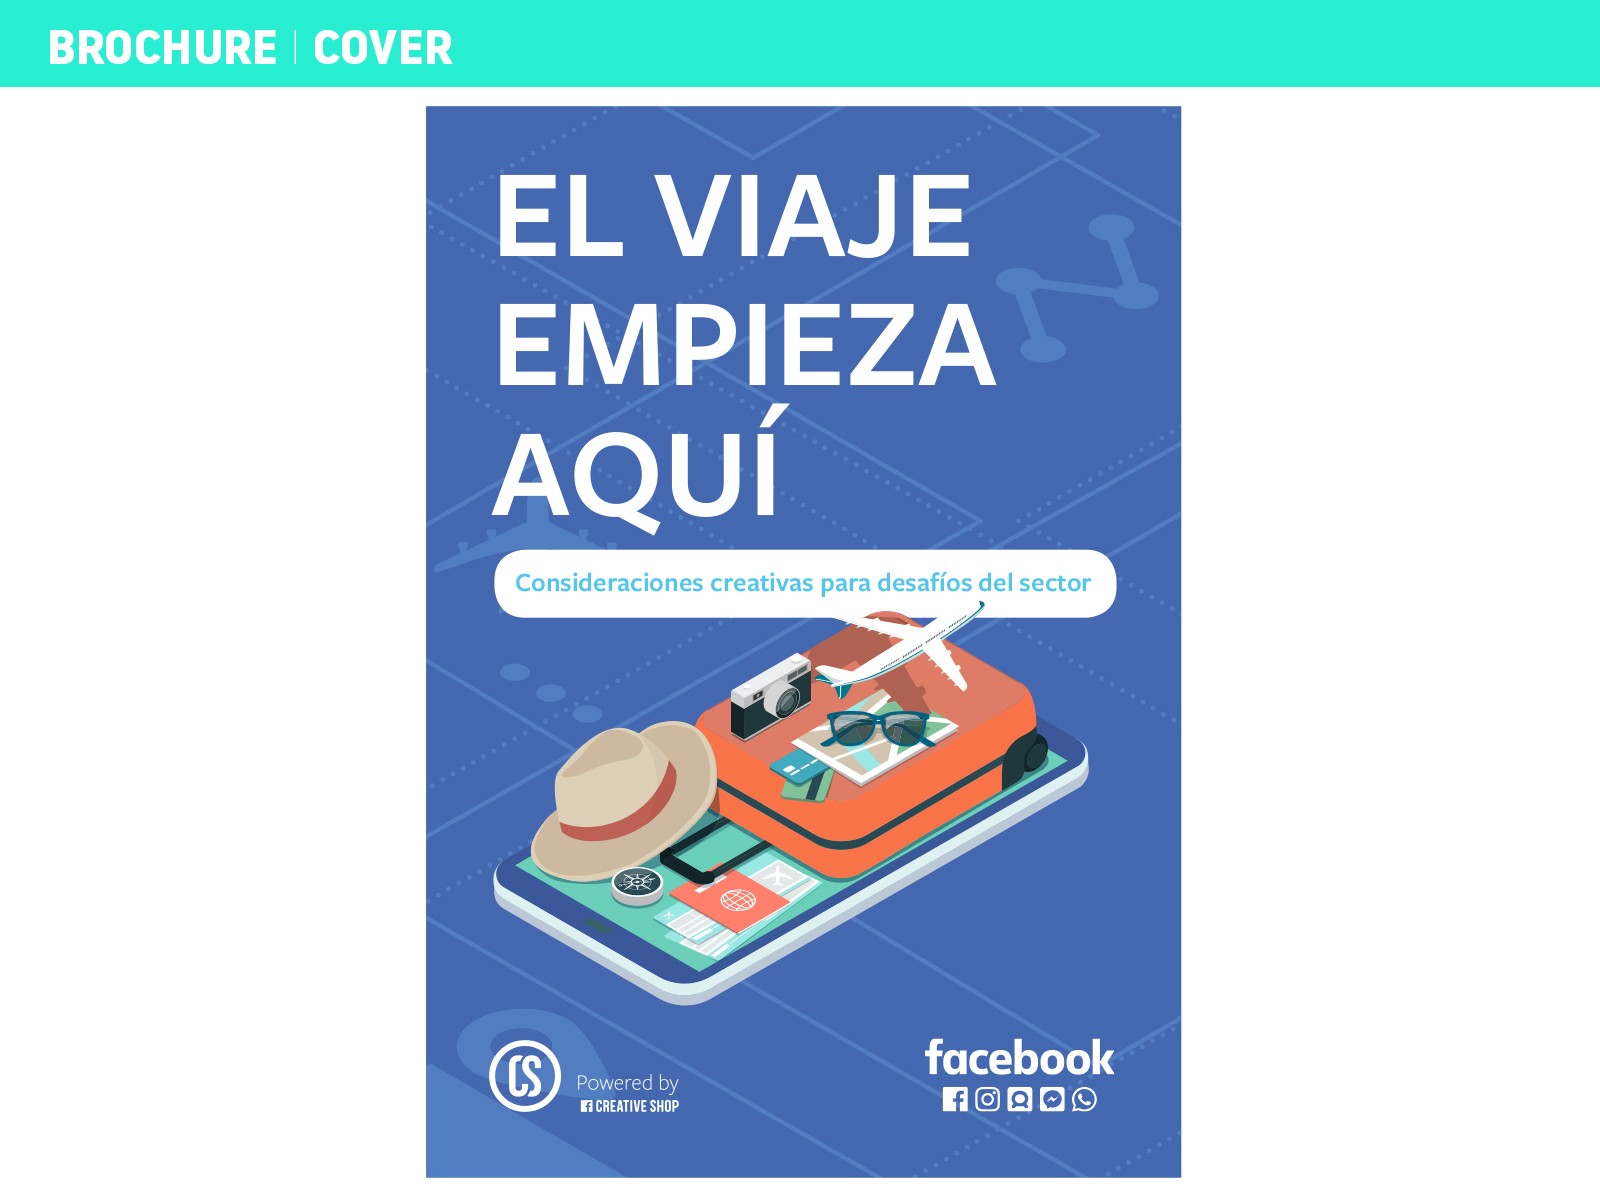 BROCHURE | COVER
EL VIAJE
EMPIEZA
AQUÍ
Consideraciones creativas para desafíos del sector
CS
Powered by
f CREATIVE SHOP
facebook